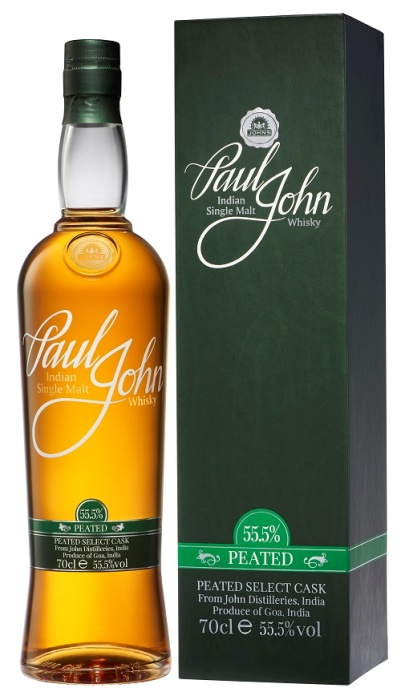 Paul John
Indian
Single Malt
Whisky
55.5%
PEATED
PEATED SELECT CASK
From John Distilleries, India
Produce of Goa, India
70cl e 55.5%vol
JOHNS
Paul John
Indian
Single Malt
Whisky
55.5%
PEATED
PEATED SELECT CASK
From John Distilleries, India
Produce of Goa, India
70cl e 55.5%vol